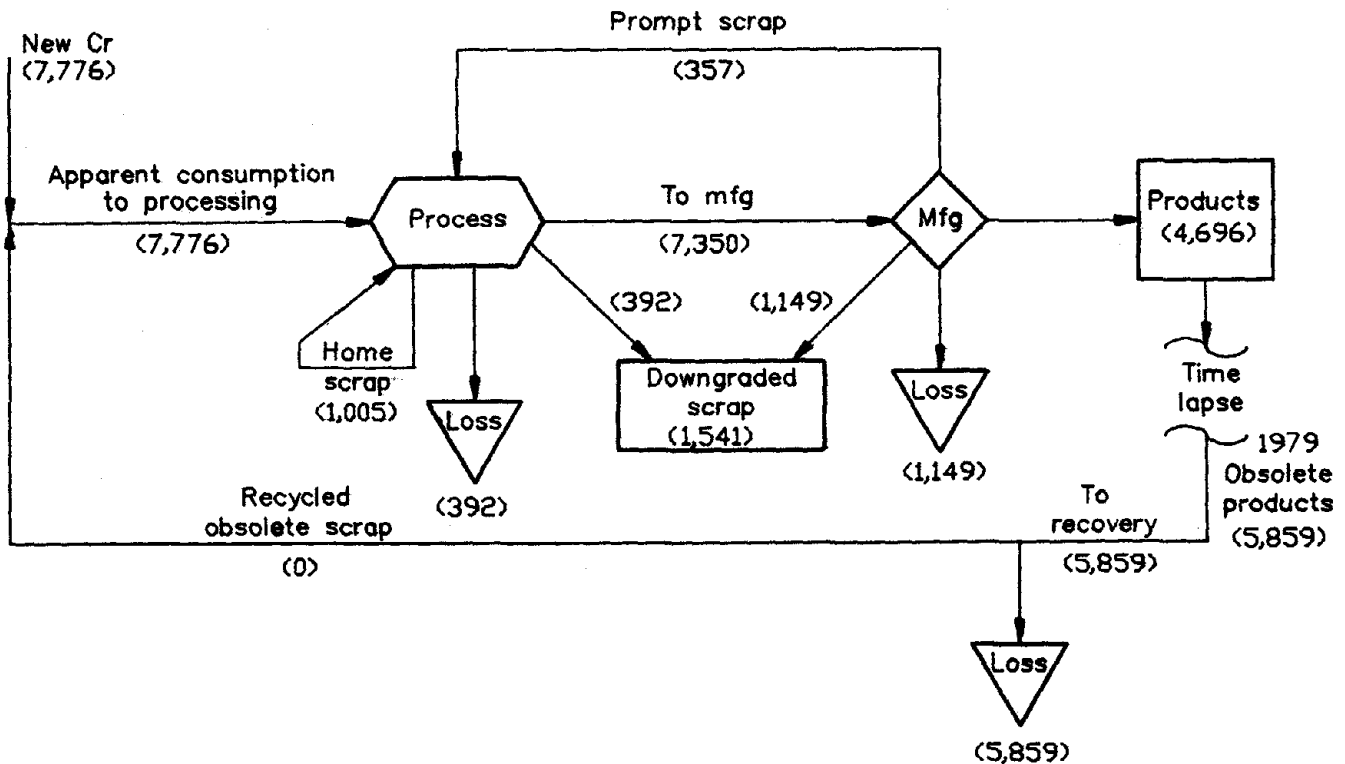 Prompt scrap
(357)
New Cr
(7,776)
Apparent consumption
to processing
(7,776)
Process
To mfg
(7,350)
Mfg
Products
(4,696)
(392)
(1,149)
Home
scrap
(1,005)
Loss
(392)
Downgraded
scrap
(1,541)
Loss
(1,149)
Time
lapse
1979
Obsolete
products
(5,859)
Recycled
obsolete scrap
(0)
To
recovery
(5,859)
Loss
(5,859)